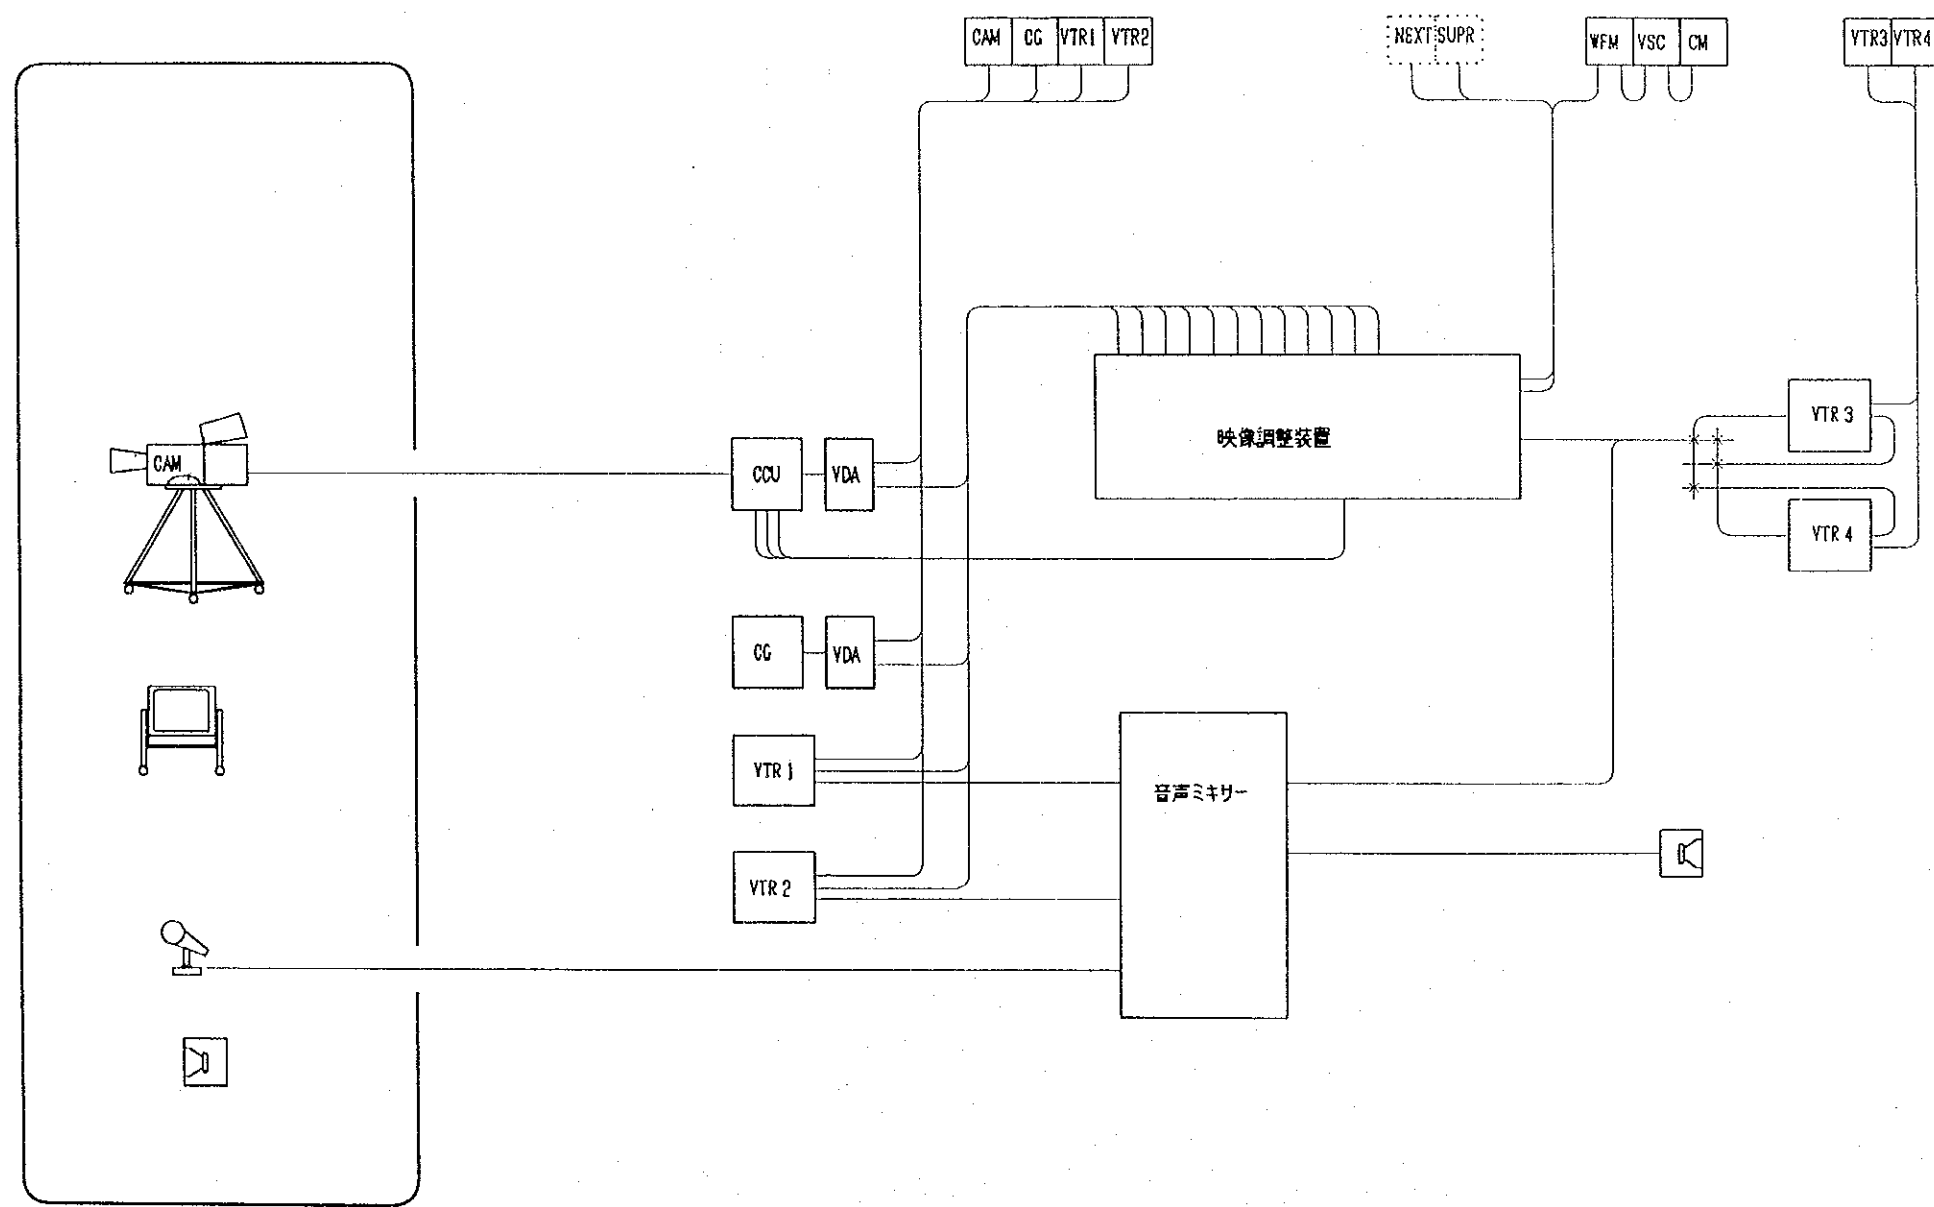 CAM CG VTR1 VTR2
NEXT SUPR
WFM VSC CM
VTR3 VTR4
VTR 3
映像調整装置
CAM
CCU VDA
VTR 4
CG VDA
VTR 1
音声ミキサー
VTR 2